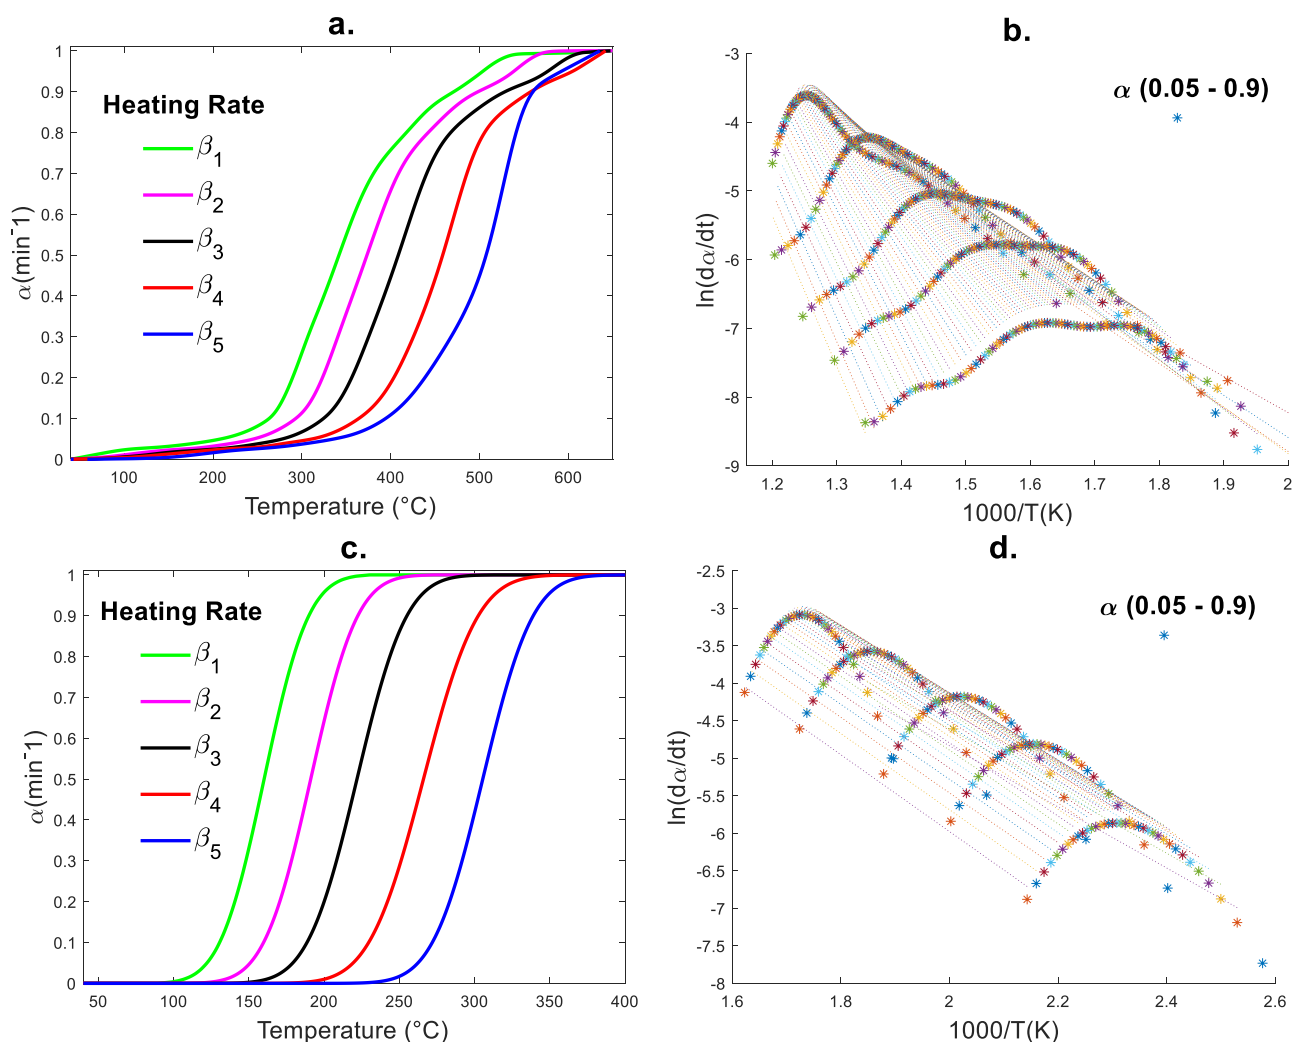 a.
1
0.9
0.8
0.7
0.6
0.5
0.4
0.3
0.2
0.1
0
α(min⁻1)
Heating Rate
β1
β2
β3
β4
β5
100
200
300
400
500
600
Temperature (°C)
b.
-3
-4
-5
-6
-7
-8
-9
ln(dα/dt)
α (0.05 - 0.9)
1.2
1.3
1.4
1.5
1.6
1.7
1.8
1.9
2
1000/T(K)
c.
1
0.9
0.8
0.7
0.6
0.5
0.4
0.3
0.2
0.1
0
α(min⁻1)
Heating Rate
β1
β2
β3
β4
β5
50
100
150
200
250
300
350
400
Temperature (°C)
d.
-2.5
-3
-3.5
-4
-4.5
-5
-5.5
-6
-6.5
-7
-7.5
-8
ln(dα/dt)
α (0.05 - 0.9)
1.6
1.8
2
2.2
2.4
2.6
1000/T(K)